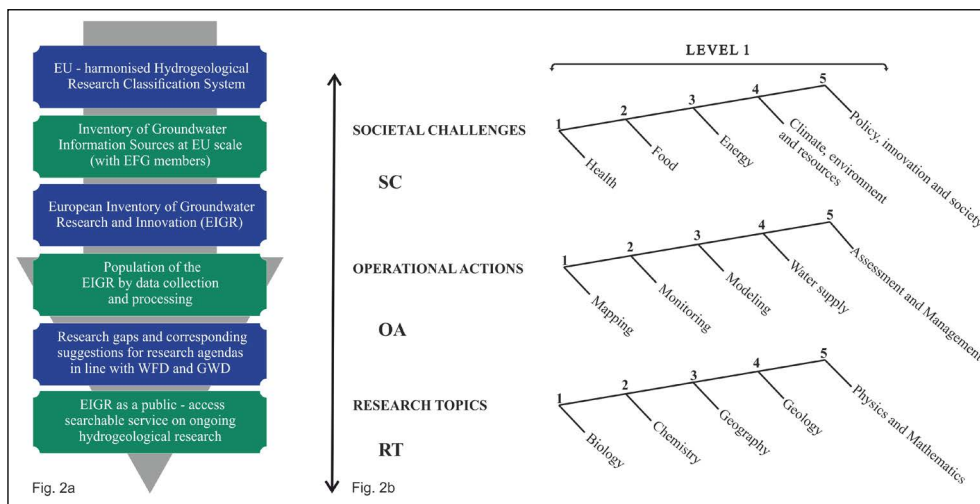 EU - harmonised Hydrogeological
Research Classification System
Inventory of Groundwater
Information Sources at EU scale
(with EFG members)
European Inventory of Groundwater
Research and Innovation (EIGR)
Population of the
EIGR by data collection
and processing
Research gaps and corresponding
suggestions for research agendas
in line with WFD and GWD
EIGR as a public - access
searchable service on ongoing
hydrogeological research
Fig. 2a
LEVEL 1
SOCIETAL CHALLENGES
SC
1
Health
2
Food
3
Energy
4
Climate, environment
and resources
5
Policy, innovation and society
OPERATIONAL ACTIONS
OA
1
Mapping
2
Monitoring
3
Modeling
4
Water supply
5
Assessment and Management
RESEARCH TOPICS
RT
1
Biology
2
Chemistry
3
Geography
4
Geology
5
Physics and Mathematics
Fig. 2b